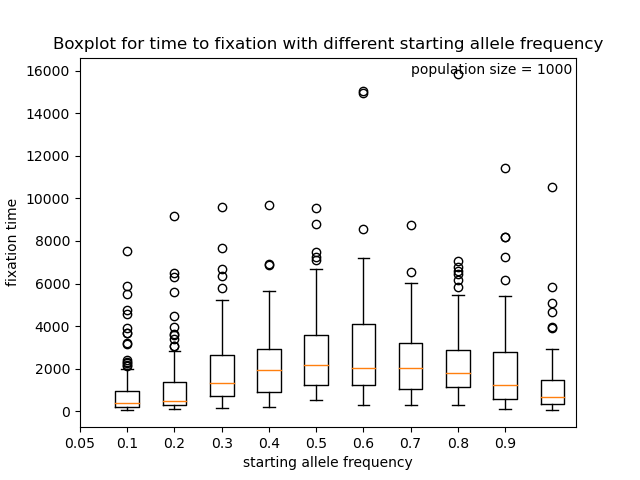 Boxplot for time to fixation with different starting allele frequency
population size = 1000
16000
14000
12000
10000
8000
6000
4000
2000
0
fixation time
0.05 0.1 0.2 0.3 0.4 0.5 0.6 0.7 0.8 0.9
starting allele frequency